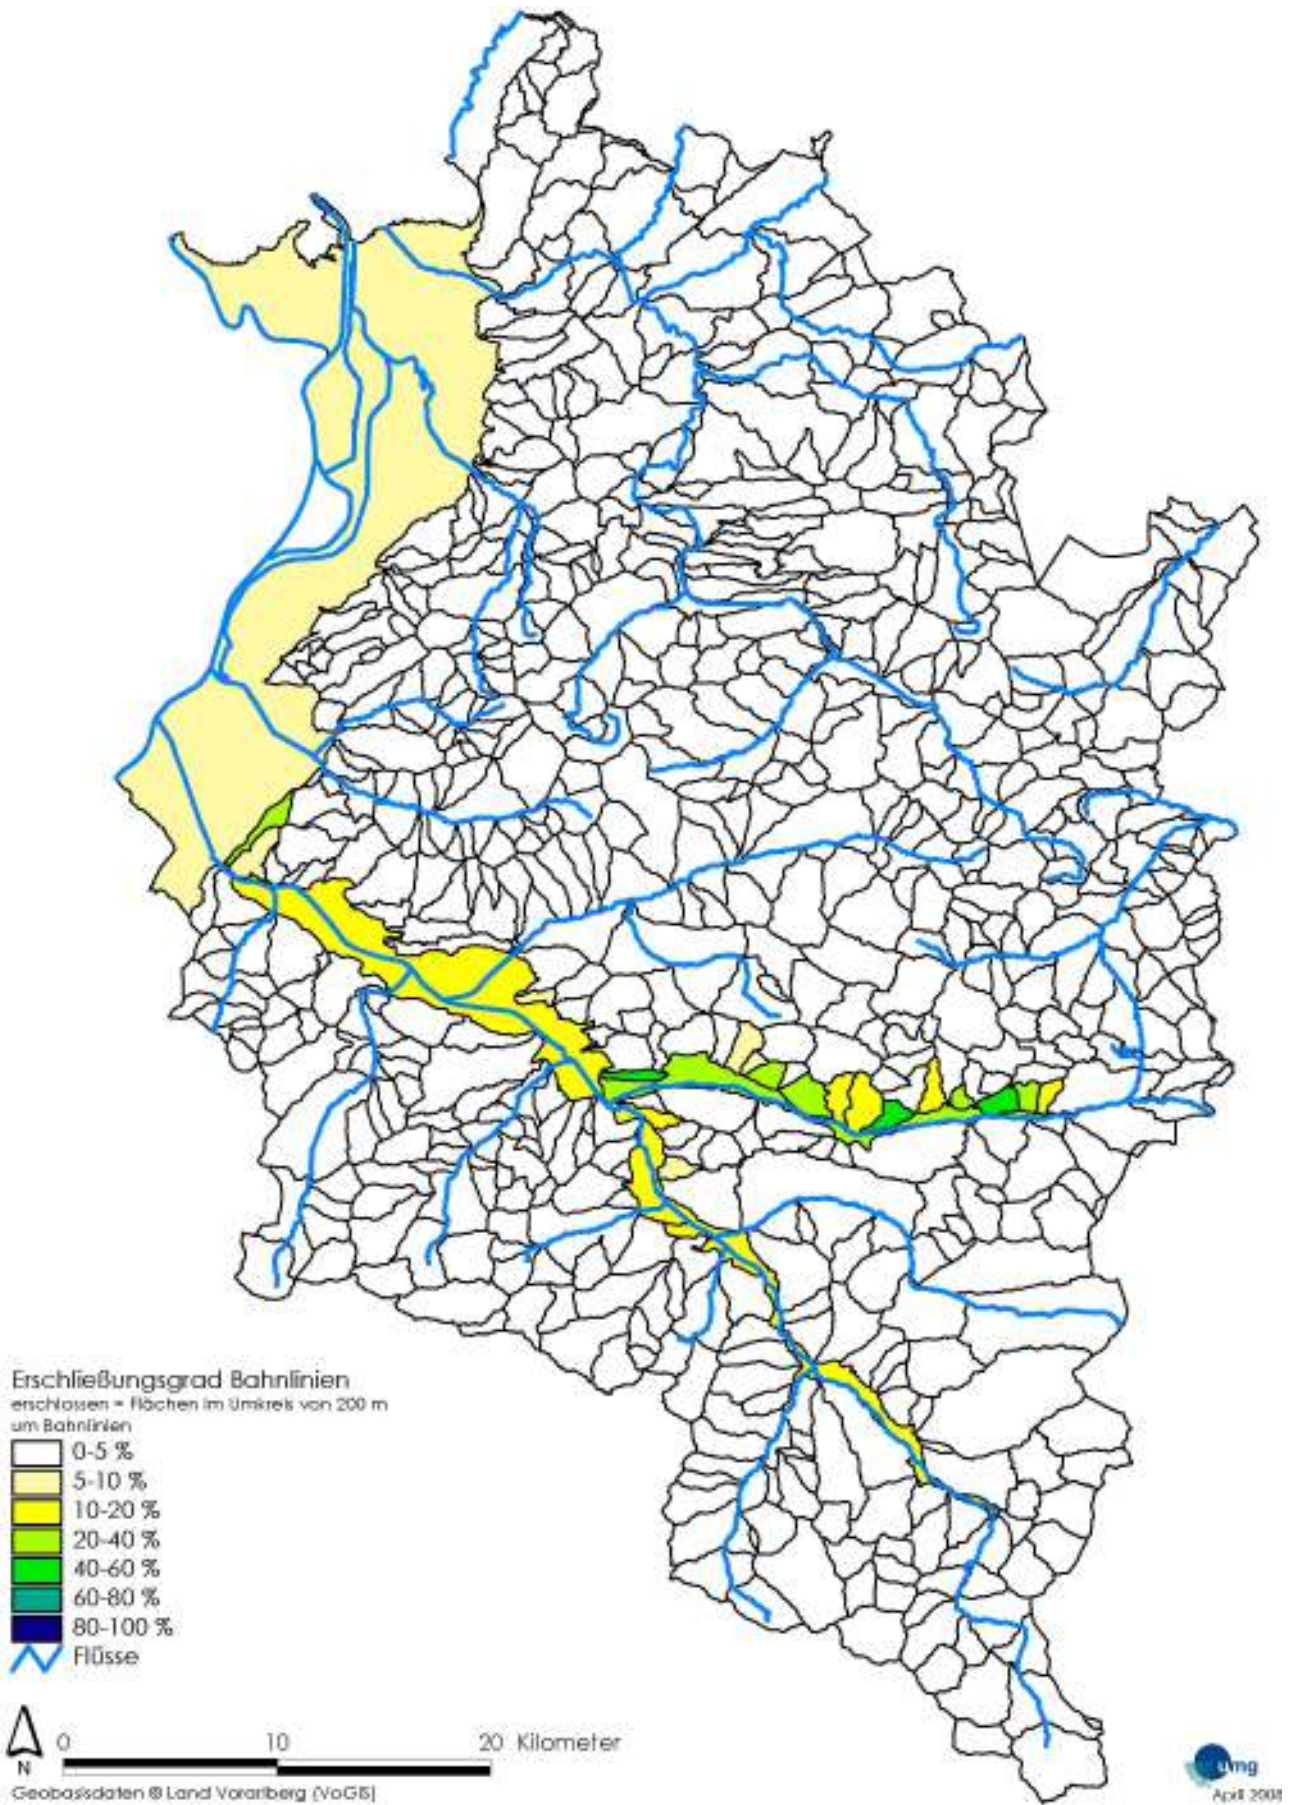 Erschließungsgrad Bahnlinien
erschlossen = Flächen im Umkreis von 200 m
um Bahnlinien
0-5 %
5-10 %
10-20 %
20-40 %
40-60 %
60-80 %
80-100 %
Flüsse
0 10 20 Kilometer
N
Geobasisdaten © Land Vorarlberg (VoGIS)
umg
April 2008